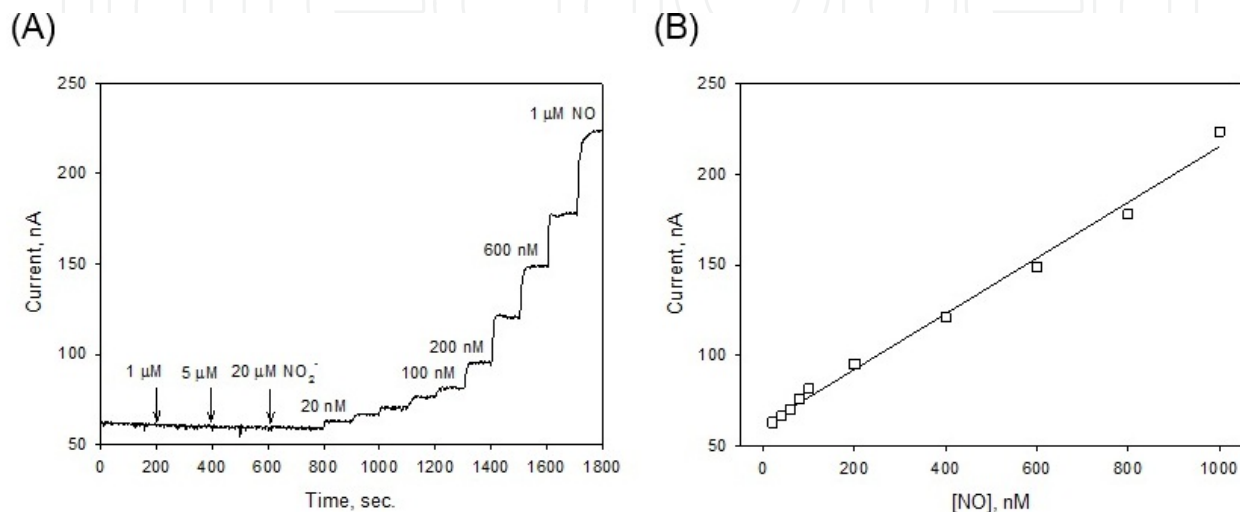 (A)
250
200
150
100
50
Current, nA
0 200 400 600 800 1000 1200 1400 1600 1800
Time, sec.
1 μM
5 μM
20 μM NO₂⁻
20 nM
100 nM
200 nM
600 nM
1 μM NO
(B)
250
200
150
100
50
Current, nA
0 200 400 600 800 1000
[NO], nM